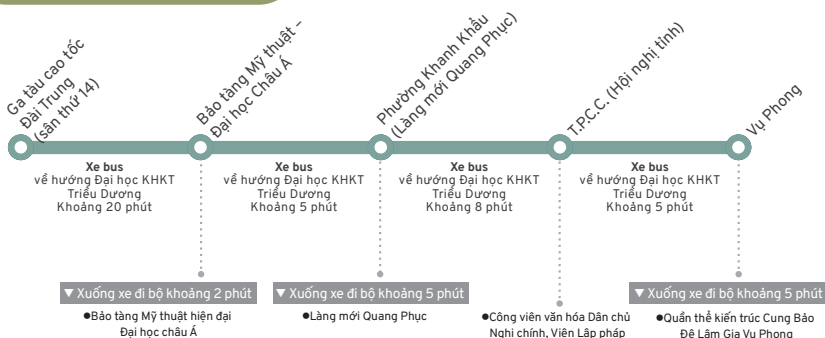 Ga tàu cao tốc
Đài Trung
(sân thứ 14)
Bảo tàng Mỹ thuật –
Đại học Châu Á
Phường Khanh Khẩu
(Làng mới Quang Phục)
T.P.C.C. (Hội nghị tỉnh)
Vụ Phong
Xe bus
về hướng Đại học KHKT
Triều Dương
Khoảng 20 phút
Xe bus
về hướng Đại học KHKT
Triều Dương
Khoảng 5 phút
Xe bus
về hướng Đại học KHKT
Triều Dương
Khoảng 8 phút
Xe bus
về hướng Đại học KHKT
Triều Dương
Khoảng 5 phút
▼ Xuống xe đi bộ khoảng 2 phút
●Bảo tàng Mỹ thuật hiện đại
Đại học châu Á
▼ Xuống xe đi bộ khoảng 5 phút
●Làng mới Quang Phục
●Công viên văn hóa Dân chủ
Nghị chính, Viện Lập pháp
▼ Xuống xe đi bộ khoảng 5 phút
●Quần thể kiến trúc Cung Bảo
Đệ Lâm Gia Vụ Phong